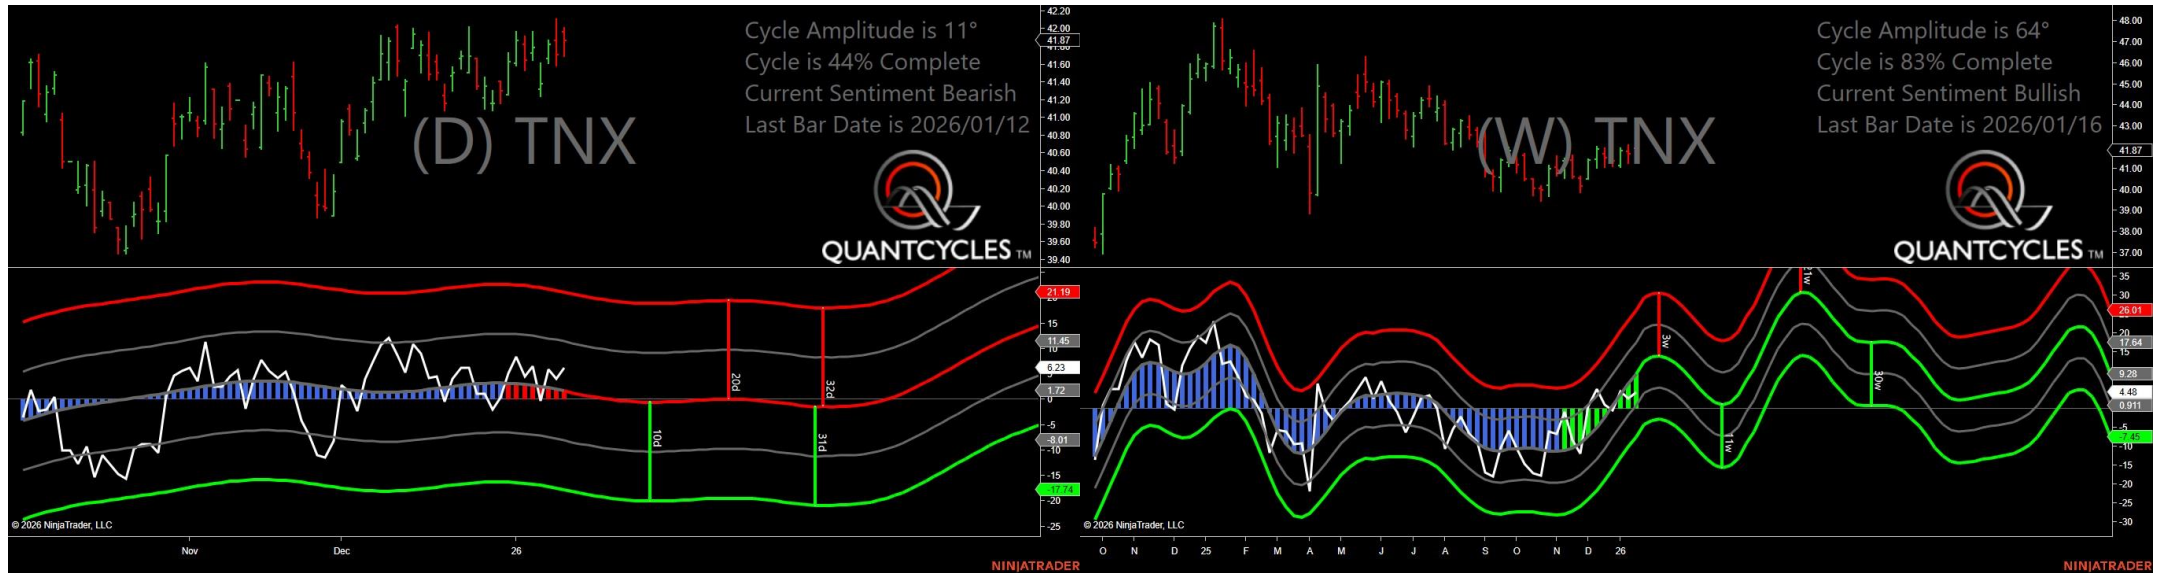 Cycle Amplitude is 11°
Cycle is 44% Complete
Current Sentiment Bearish
Last Bar Date is 2026/01/12
(D) TNX
QUANTCYCLES TM
42.20
42.00
41.87
41.80
41.60
41.40
41.20
41.00
40.80
40.60
40.40
40.20
40.00
39.80
39.60
39.40
21.19
15
11.45
10
6.23
1.72
0
-5
-8.01
-10
-15
-17.74
-20
-25
10d
20d
31d
32d
© 2026 NinjaTrader, LLC
Nov
Dec
26
NINJATRADER
Cycle Amplitude is 64°
Cycle is 83% Complete
Current Sentiment Bullish
Last Bar Date is 2026/01/16
(W) TNX
QUANTCYCLES TM
48.00
47.00
46.00
45.00
44.00
43.00
41.87
41.00
40.00
39.00
38.00
37.00
35
30
26.01
20
17.64
15
9.28
4.48
0.911
-5
-7.45
-10
-15
-20
-25
-30
3w
11w
21w
30w
© 2026 NinjaTrader, LLC
O
N
D
25
F
M
A
M
J
J
A
S
O
N
D
26
NINJATRADER